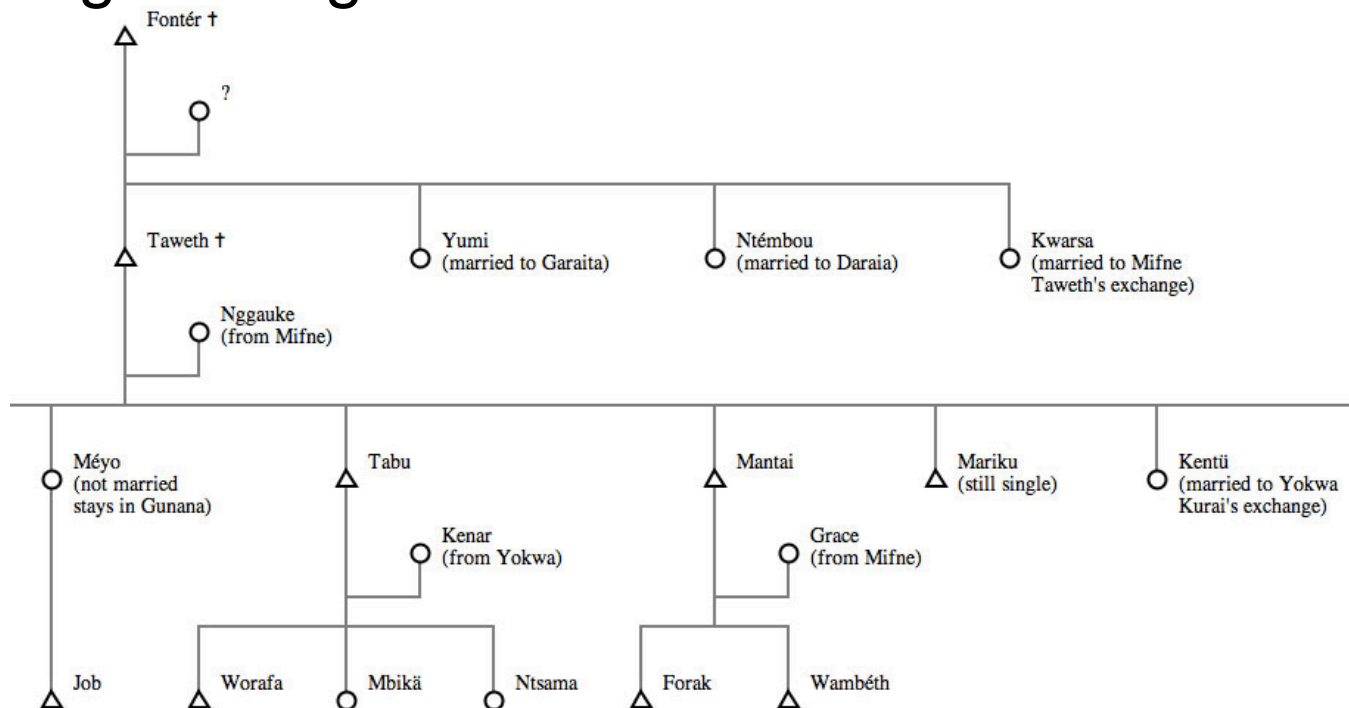 Fontér †
?
Taweth †
Yumi
(married to Garaita)
Ntémbou
(married to Daraia)
Kwarsa
(married to Mifne
Taweth's exchange)
Nggauke
(from Mifne)
Méyo
(not married
stays in Gunana)
Tabu
Mantai
Mariku
(still single)
Kentü
(married to Yokwa
Kurai's exchange)
Kenar
(from Yokwa)
Grace
(from Mifne)
Job
Worafa
Mbikä
Ntsama
Forak
Wambéth